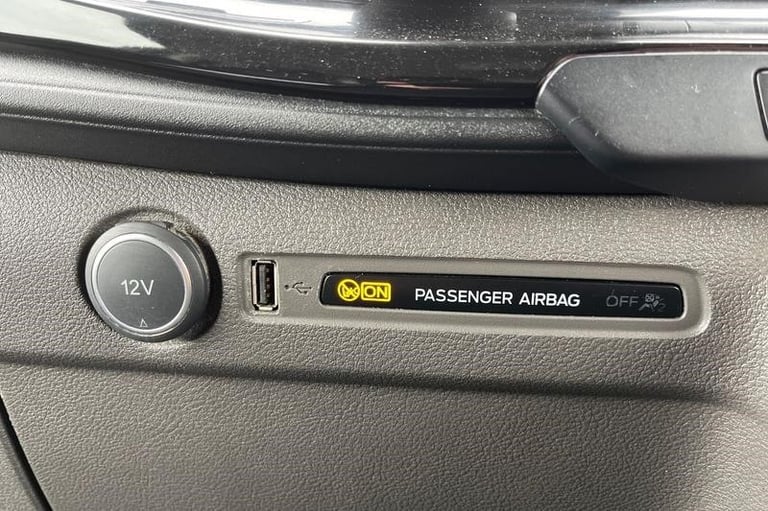 12V
ON PASSENGER AIRBAG OFF